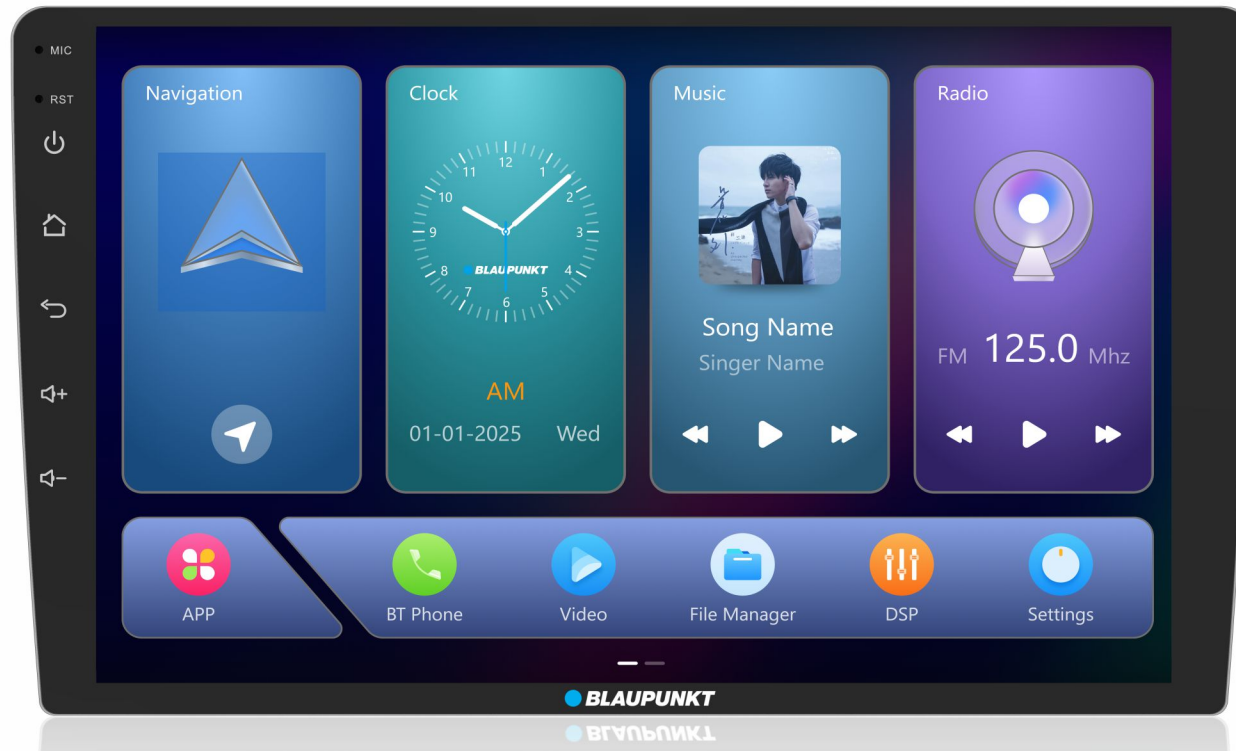 MIC
RST
Navigation
Clock
Music
Radio
12
1
2
3
4
5
6
7
8
9
10
11
BLAUPUNKT
AM
01-01-2025 Wed
Song Name
Singer Name
FM 125.0 Mhz
APP
BT Phone
Video
File Manager
DSP
Settings
BLAUPUNKT